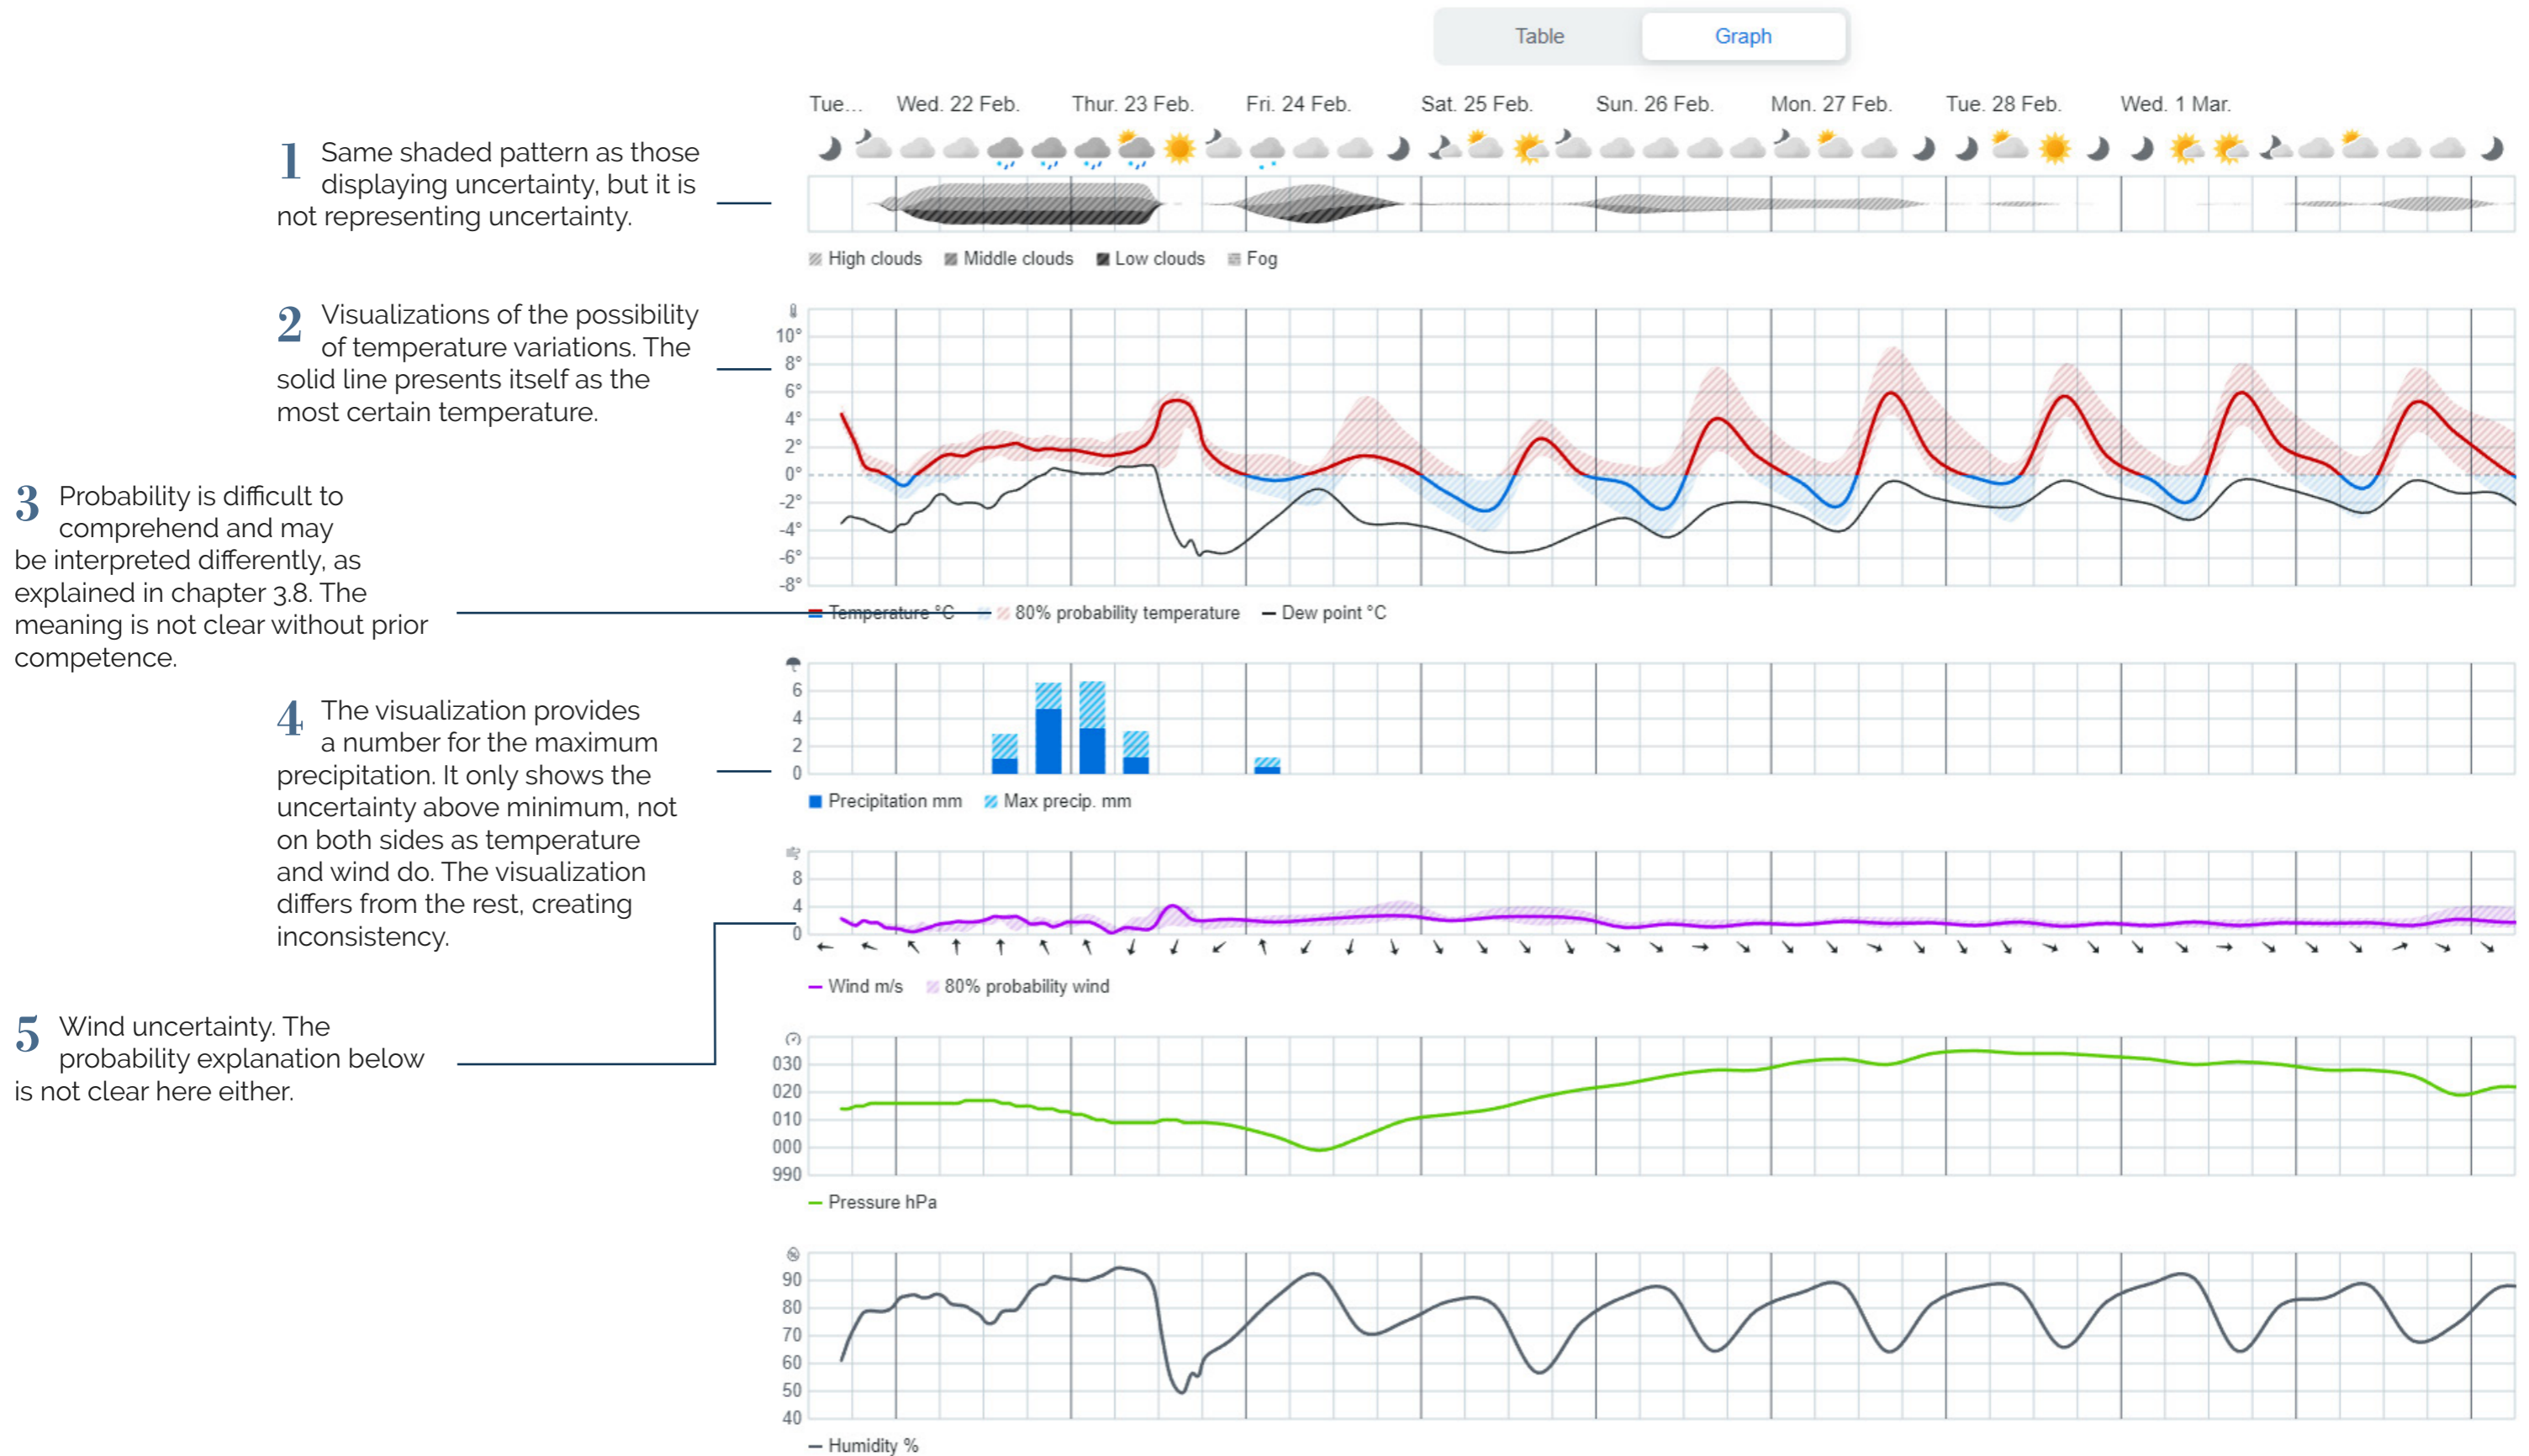 Table Graph
Tue... Wed. 22 Feb. Thur. 23 Feb. Fri. 24 Feb. Sat. 25 Feb. Sun. 26 Feb. Mon. 27 Feb. Tue. 28 Feb. Wed. 1 Mar.
1 Same shaded pattern as those
displaying uncertainty, but it is
not representing uncertainty.
High clouds Middle clouds Low clouds Fog
2 Visualizations of the possibility
of temperature variations. The
solid line presents itself as the
most certain temperature.
10°
8°
6°
4°
2°
0°
-2°
-4°
-6°
-8°
Temperature °C 80% probability temperature Dew point °C
3 Probability is difficult to
comprehend and may
be interpreted differently, as
explained in chapter 3.8. The
meaning is not clear without prior
competence.
4 The visualization provides
a number for the maximum
precipitation. It only shows the
uncertainty above minimum, not
on both sides as temperature
and wind do. The visualization
differs from the rest, creating
inconsistency.
6
4
2
0
Precipitation mm Max precip. mm
8
4
0
Wind m/s 80% probability wind
5 Wind uncertainty. The
probability explanation below
is not clear here either.
030
020
010
000
990
Pressure hPa
90
80
70
60
50
40
Humidity %